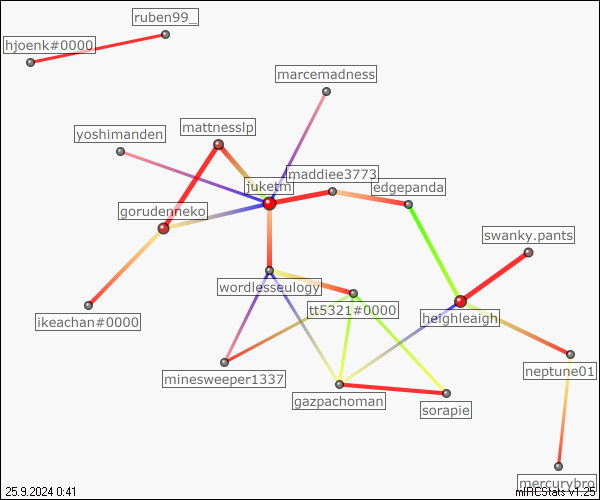 ruben99_
hjoenk#0000
marcemadness
mattnesslp
yoshimanden
maddiee3773
juketm
edgepanda
gorudenneko
swanky.pants
wordlesseulogy
tt5321#0000
heighleaigh
ikeachan#0000
minesweeper1337
neptune01
gazpachoman
sorapie
mercurybro
25.9.2024 0:41
mIRCStats v1.25